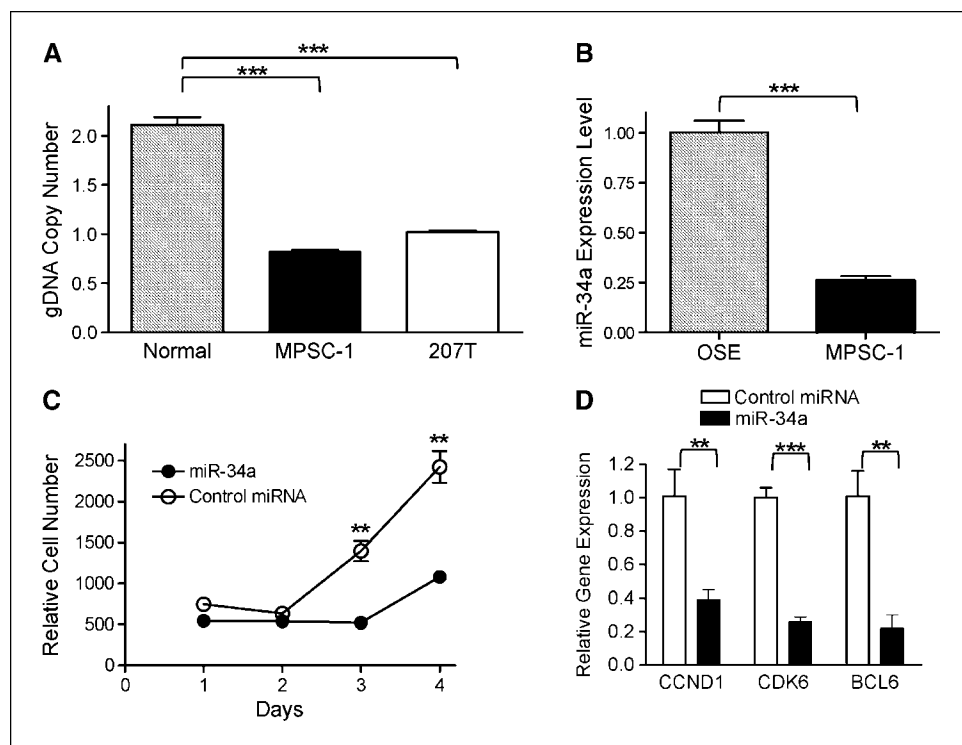 A
***
***
gDNA Copy Number
2.0
1.5
1.0
0.5
0.0
Normal MPSC-1 207T
B
***
miR-34a Expression Level
1.00
0.75
0.50
0.25
0.00
OSE MPSC-1
C
Relative Cell Number
2500
2000
1500
1000
500
0
miR-34a
Control miRNA
**
**
0 1 2 3 4
Days
D
Control miRNA
miR-34a
** *** **
Relative Gene Expression
1.2
1.0
0.8
0.6
0.4
0.2
0.0
CCND1 CDK6 BCL6